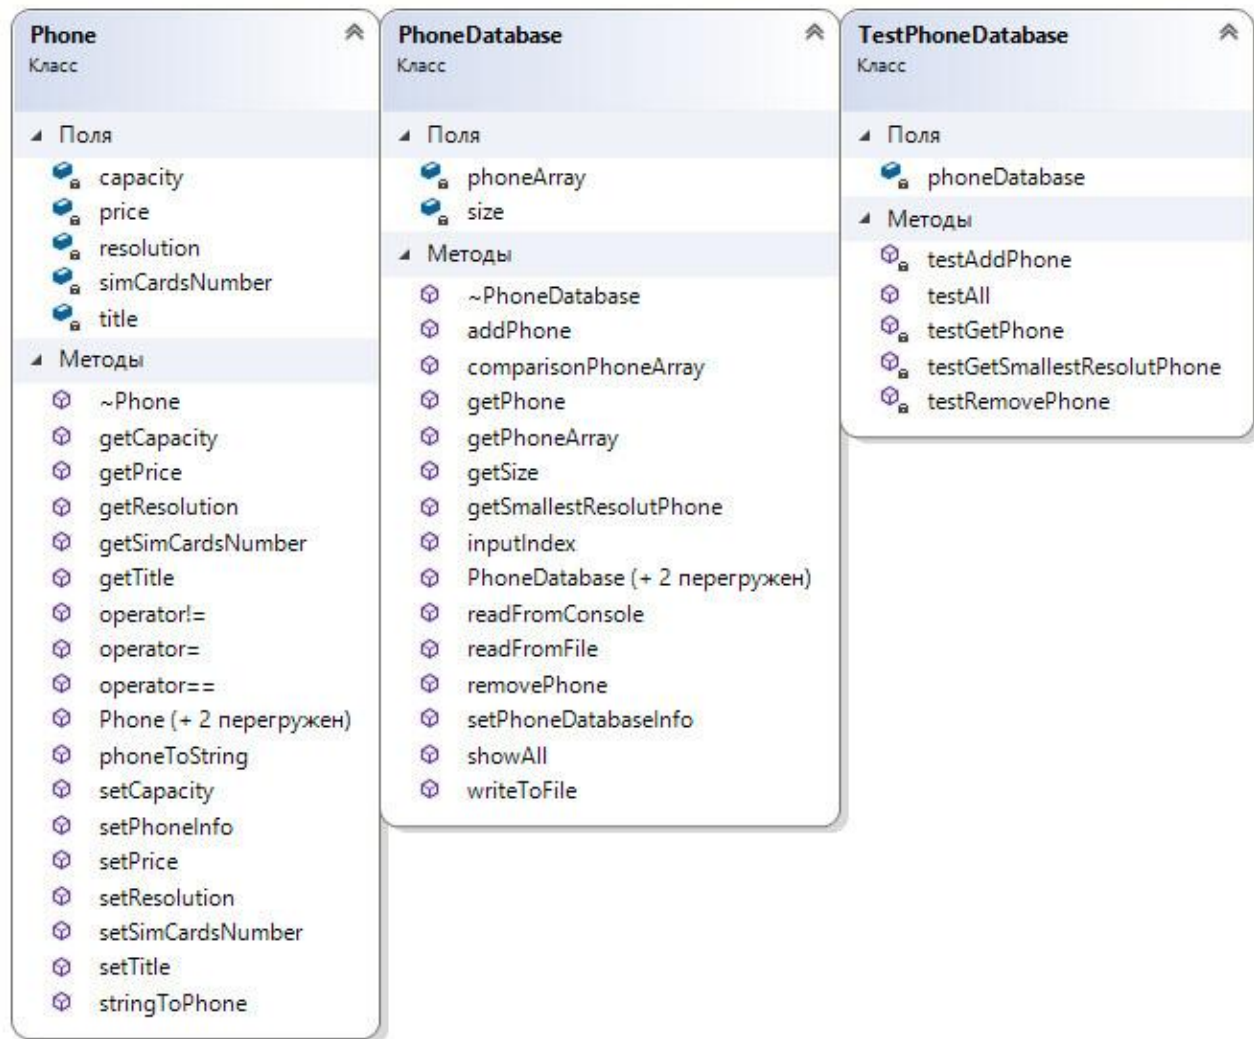 Phone
Класс
Поля
capacity
price
resolution
simCardsNumber
title
Методы
~Phone
getCapacity
getPrice
getResolution
getSimCardsNumber
getTitle
operator!=
operator=
operator==
Phone (+ 2 перегружен)
phoneToString
setCapacity
setPhoneInfo
setPrice
setResolution
setSimCardsNumber
setTitle
stringToPhone
PhoneDatabase
Класс
Поля
phoneArray
size
Методы
~PhoneDatabase
addPhone
comparisonPhoneArray
getPhone
getPhoneArray
getSize
getSmallestResolutPhone
inputIndex
PhoneDatabase (+ 2 перегружен)
readFromConsole
readFromFile
removePhone
setPhoneDatabaseInfo
showAll
writeToFile
TestPhoneDatabase
Класс
Поля
phoneDatabase
Методы
testAddPhone
testAll
testGetPhone
testGetSmallestResolutPhone
testRemovePhone